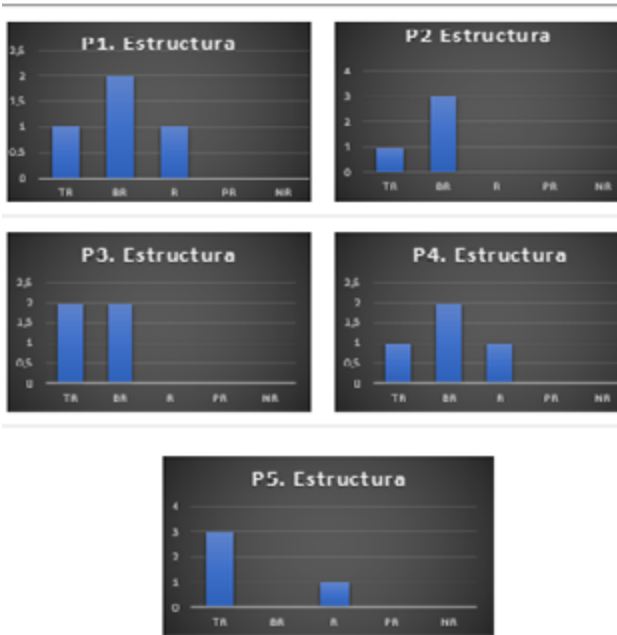 P1. Estructura
2,5
2
1,5
1
0,5
0
TR BR R PR NR
P2 Estructura
4
3
2
1
0
TR BR R PR NR
P3. Estructura
2,5
2
1,5
1
0,5
0
TR BR R PR NR
P4. Estructura
2,5
2
1,5
1
0,5
0
TR BR R PR NR
P5. Estructura
4
3
2
1
0
TR BR R PR NR